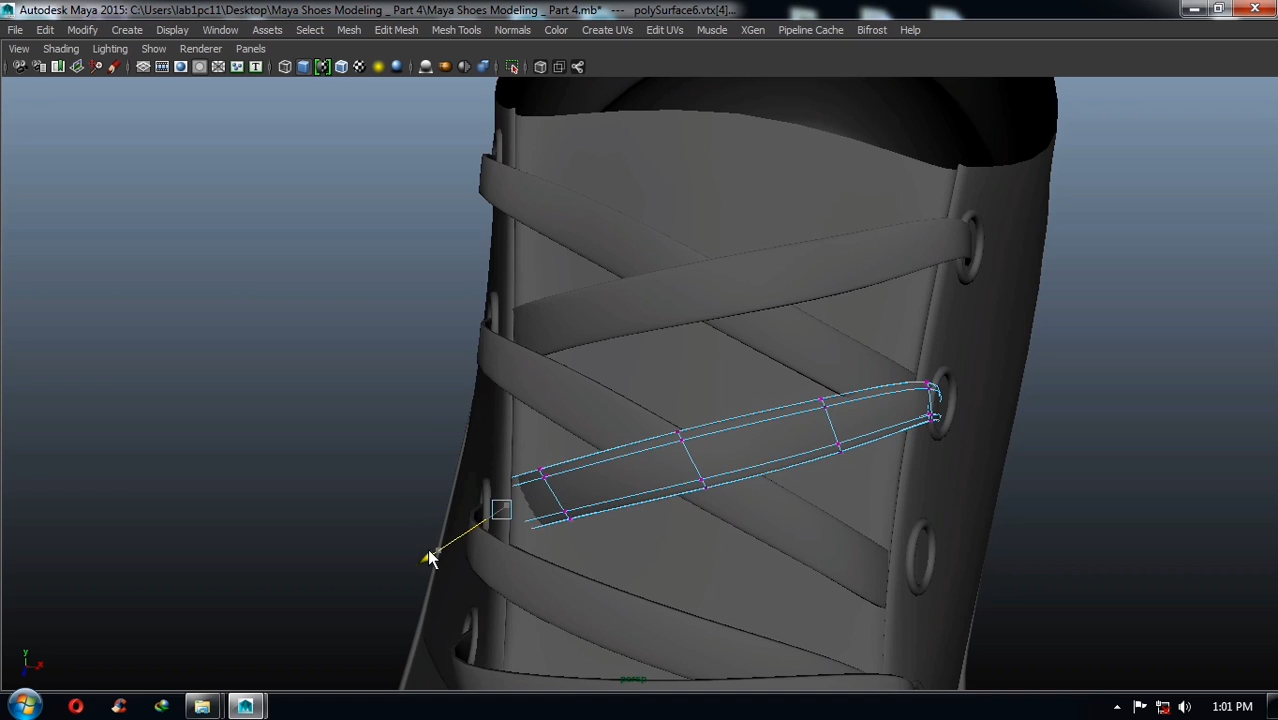 Autodesk Maya 2015: C:\Users\lab1pc11\Desktop\Maya Shoes Modeling _ Part 4\Maya Shoes Modeling _ Part 4.mb* --- polySurface6.vtx[4]...
File Edit Modify Create Display Window Assets Select Mesh Edit Mesh Mesh Tools Normals Color Create UVs Edit UVs Muscle XGen Pipeline Cache Bifrost Help
View Shading Lighting Show Renderer Panels
y
x
persp
1:01 PM